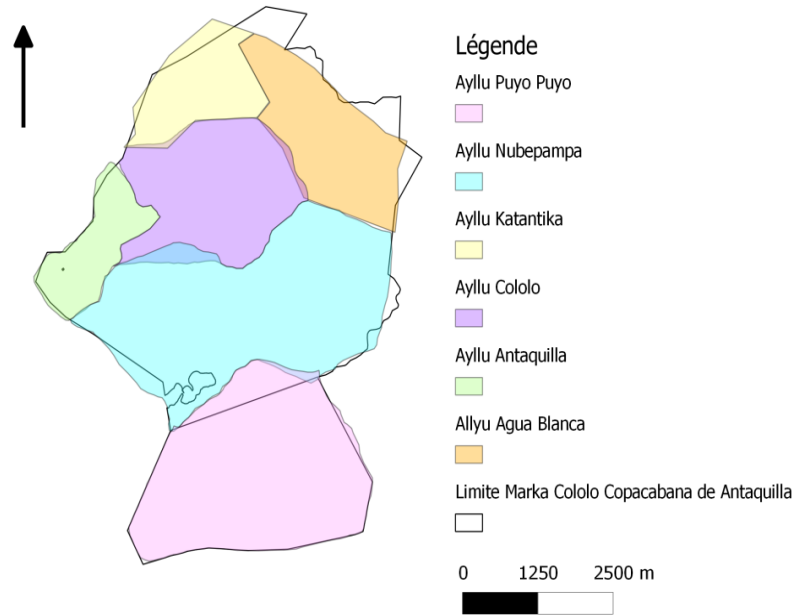 Légende
Ayllu Puyo Puyo
Ayllu Nubepampa
Ayllu Katantika
Ayllu Cololo
Ayllu Antaquilla
Allyu Agua Blanca
Limite Marka Cololo Copacabana de Antaquilla
0 1250 2500 m